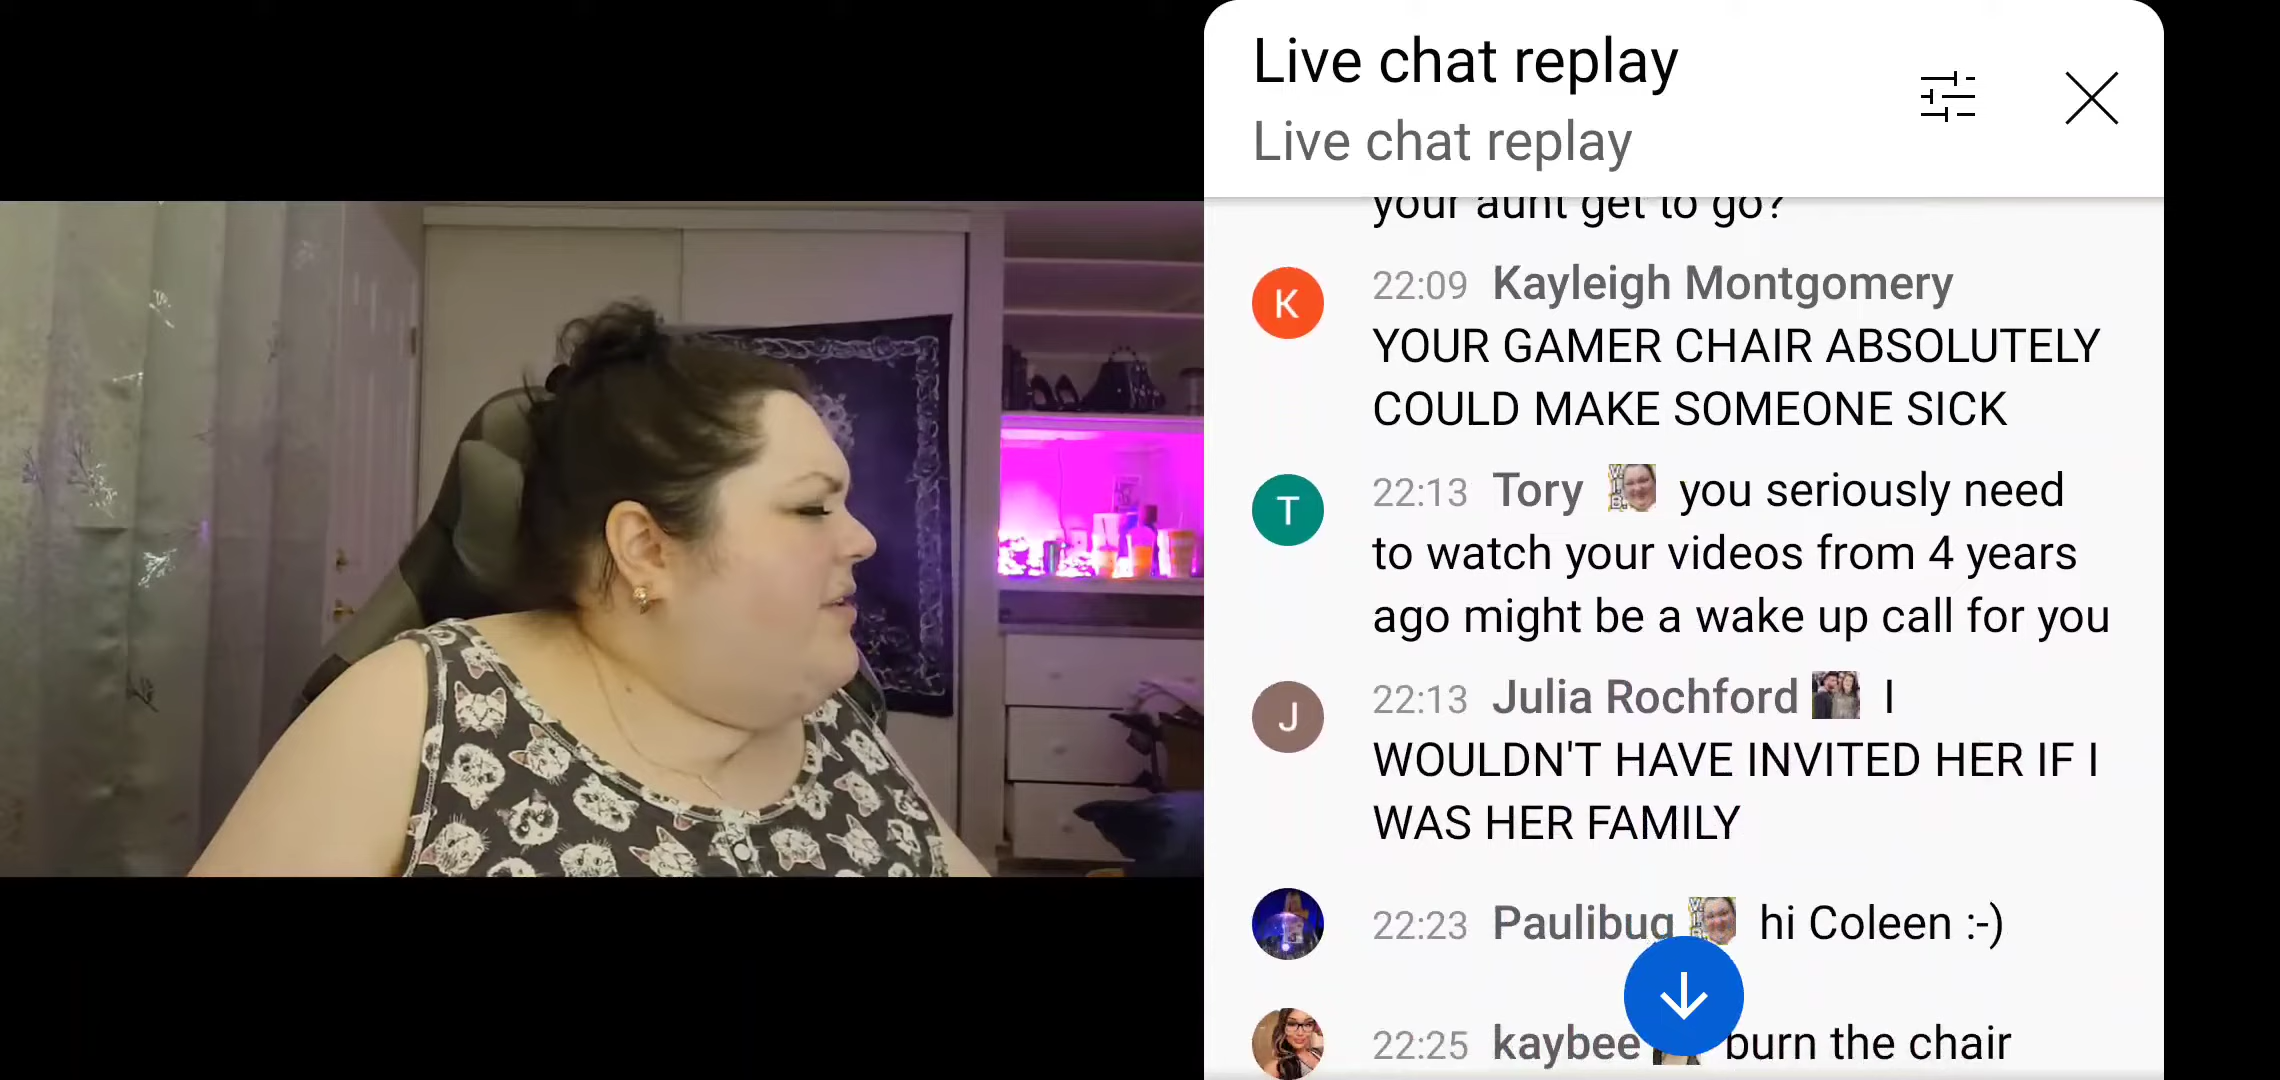 Live chat replay
Live chat replay
your aunt get to go?
K
22:09 Kayleigh Montgomery
YOUR GAMER CHAIR ABSOLUTELY
COULD MAKE SOMEONE SICK
T
22:13 Tory you seriously need
to watch your videos from 4 years
ago might be a wake up call for you
J
22:13 Julia Rochford I
WOULDN'T HAVE INVITED HER IF I
WAS HER FAMILY
22:23 Paulibug hi Coleen :-)
22:25 kaybee burn the chair